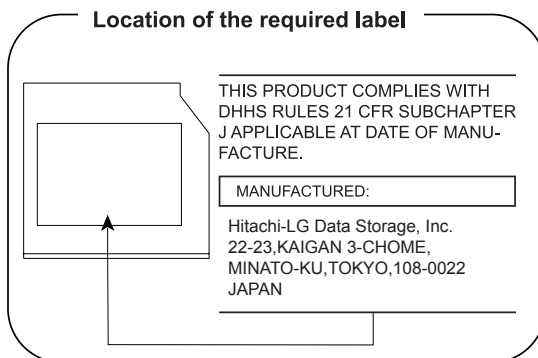 Location of the required label
THIS PRODUCT COMPLIES WITH
DHHS RULES 21 CFR SUBCHAPTER
J APPLICABLE AT DATE OF MANU-
FACTURE.
MANUFACTURED:
Hitachi-LG Data Storage, Inc.
22-23,KAIGAN 3-CHOME,
MINATO-KU,TOKYO,108-0022
JAPAN